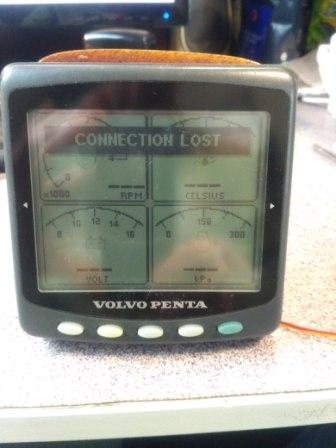 CONNECTION LOST
x1000
RPM
CELSIUS
8 10 12 14 16
VOLT
0 150 300
kPa
VOLVO PENTA